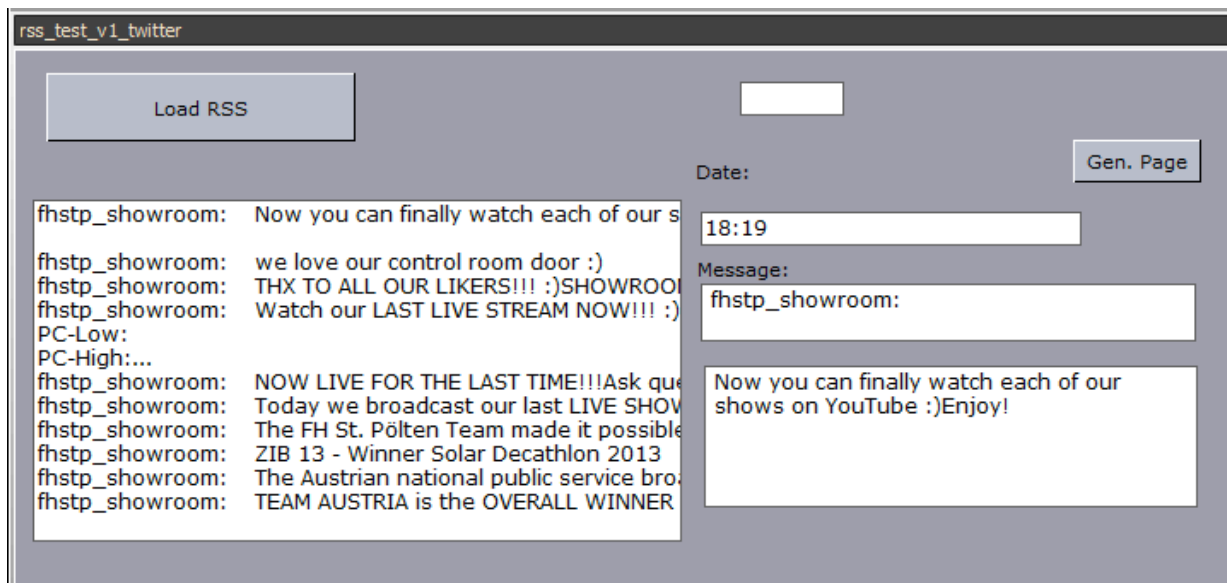 rss_test_v1_twitter
Load RSS
Gen. Page
Date:
fhstp_showroom: Now you can finally watch each of our s
fhstp_showroom: we love our control room door :)
fhstp_showroom: THX TO ALL OUR LIKERS!!! :)SHOWROO
fhstp_showroom: Watch our LAST LIVE STREAM NOW!!! :)
PC-Low:
PC-High:...
fhstp_showroom: NOW LIVE FOR THE LAST TIME!!!Ask que
fhstp_showroom: Today we broadcast our last LIVE SHOW
fhstp_showroom: The FH St. Pölten Team made it possible
fhstp_showroom: ZIB 13 - Winner Solar Decathlon 2013
fhstp_showroom: The Austrian national public service broa
fhstp_showroom: TEAM AUSTRIA is the OVERALL WINNER
18:19
Message:
fhstp_showroom:
Now you can finally watch each of our
shows on YouTube :)Enjoy!